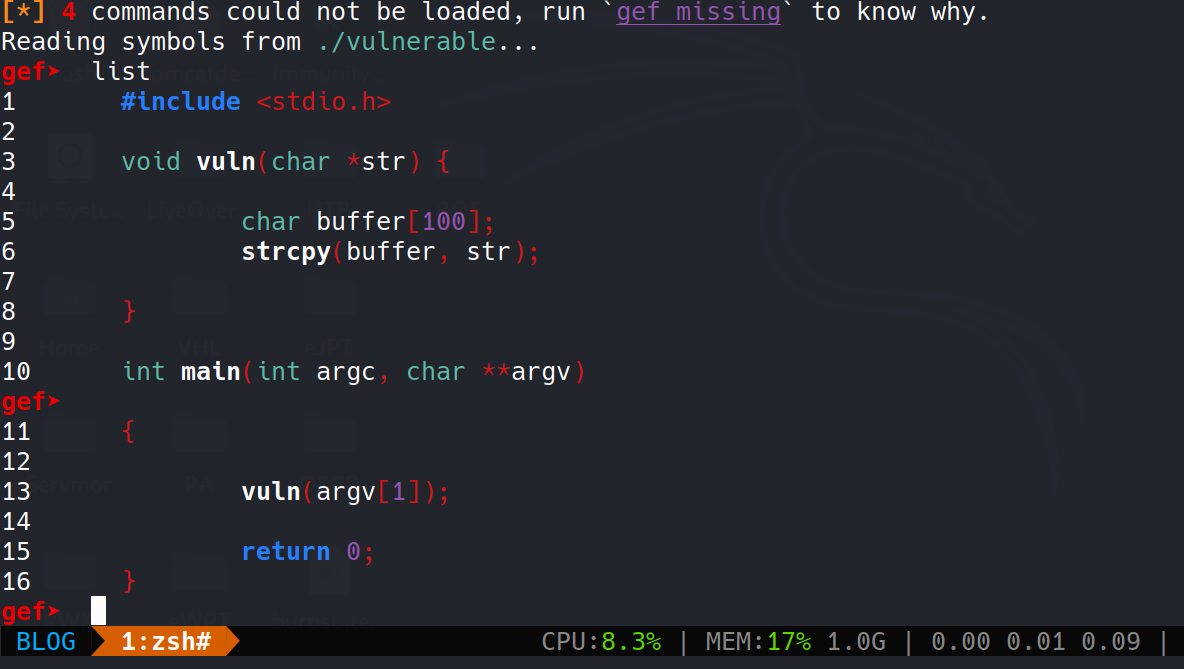 [*] 4 commands could not be loaded, run `gef missing` to know why.
Reading symbols from ./vulnerable...
gef➤  list
1       #include <stdio.h>
2
3       void vuln(char *str) {
4
5               char buffer[100];
6               strcpy(buffer, str);
7
8       }
9
10      int main(int argc, char **argv)
gef➤
11      {
12
13              vuln(argv[1]);
14
15              return 0;
16      }
gef➤
BLOG 1:zsh# CPU:8.3% | MEM:17% 1.0G | 0.00 0.01 0.09 |